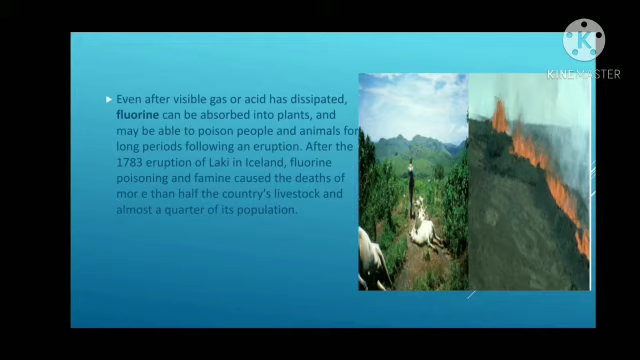 KINEMASTER
Even after visible gas or acid has dissipated,
fluorine can be absorbed into plants, and
may be able to poison people and animals for
long periods following an eruption. After the
1783 eruption of Laki in Iceland, fluorine
poisoning and famine caused the deaths of
mor e than half the country's livestock and
almost a quarter of its population.